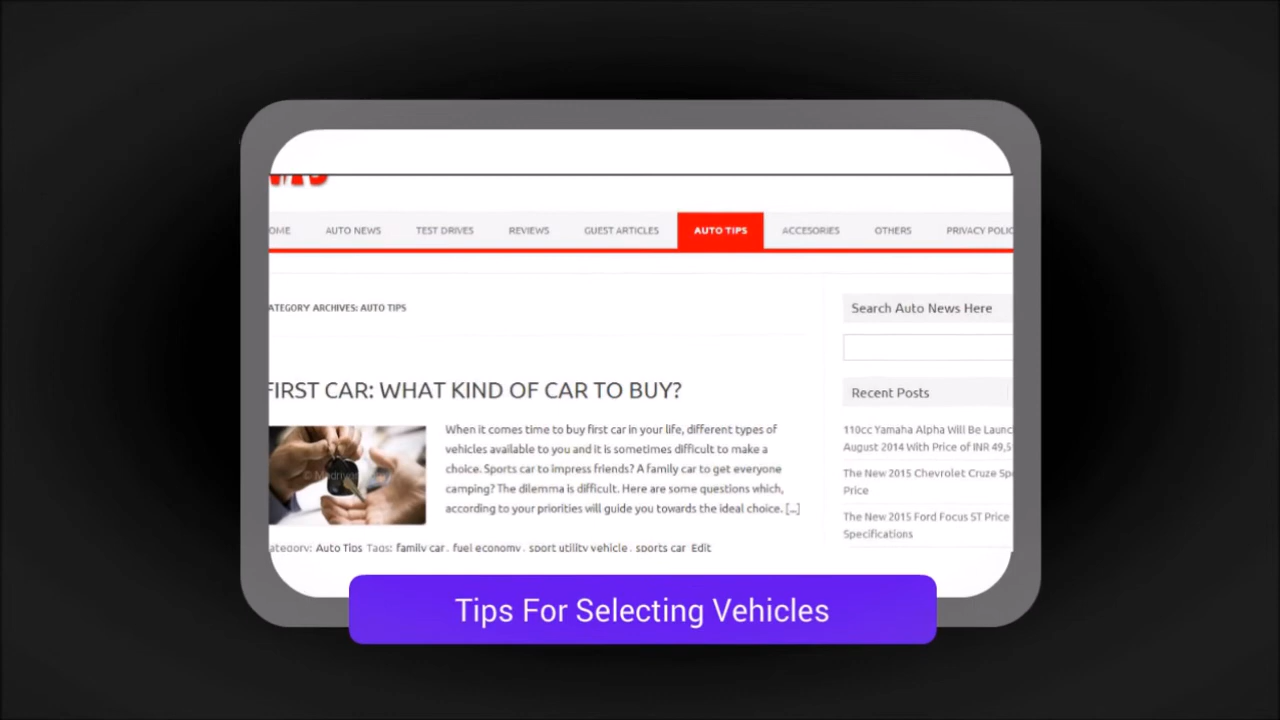 OME AUTO NEWS TEST DRIVES REVIEWS GUEST ARTICLES AUTO TIPS ACCESORIES OTHERS PRIVACY POLIC
ATEGORY ARCHIVES: AUTO TIPS
FIRST CAR: WHAT KIND OF CAR TO BUY?
When it comes time to buy first car in your life, different types of
vehicles available to you and it is sometimes difficult to make a
choice. Sports car to impress friends? A family car to get everyone
camping? The dilemma is difficult. Here are some questions which,
according to your priorities will guide you towards the ideal choice. [...]
ategory: Auto Tips Tags: family car, fuel economy, sport utility vehicle, sports car Edit
Search Auto News Here
Recent Posts
110cc Yamaha Alpha Will Be Launc
August 2014 With Price of INR 49,5
The New 2015 Chevrolet Cruze Spe
Price
The New 2015 Ford Focus ST Price
Specifications
Tips For Selecting Vehicles